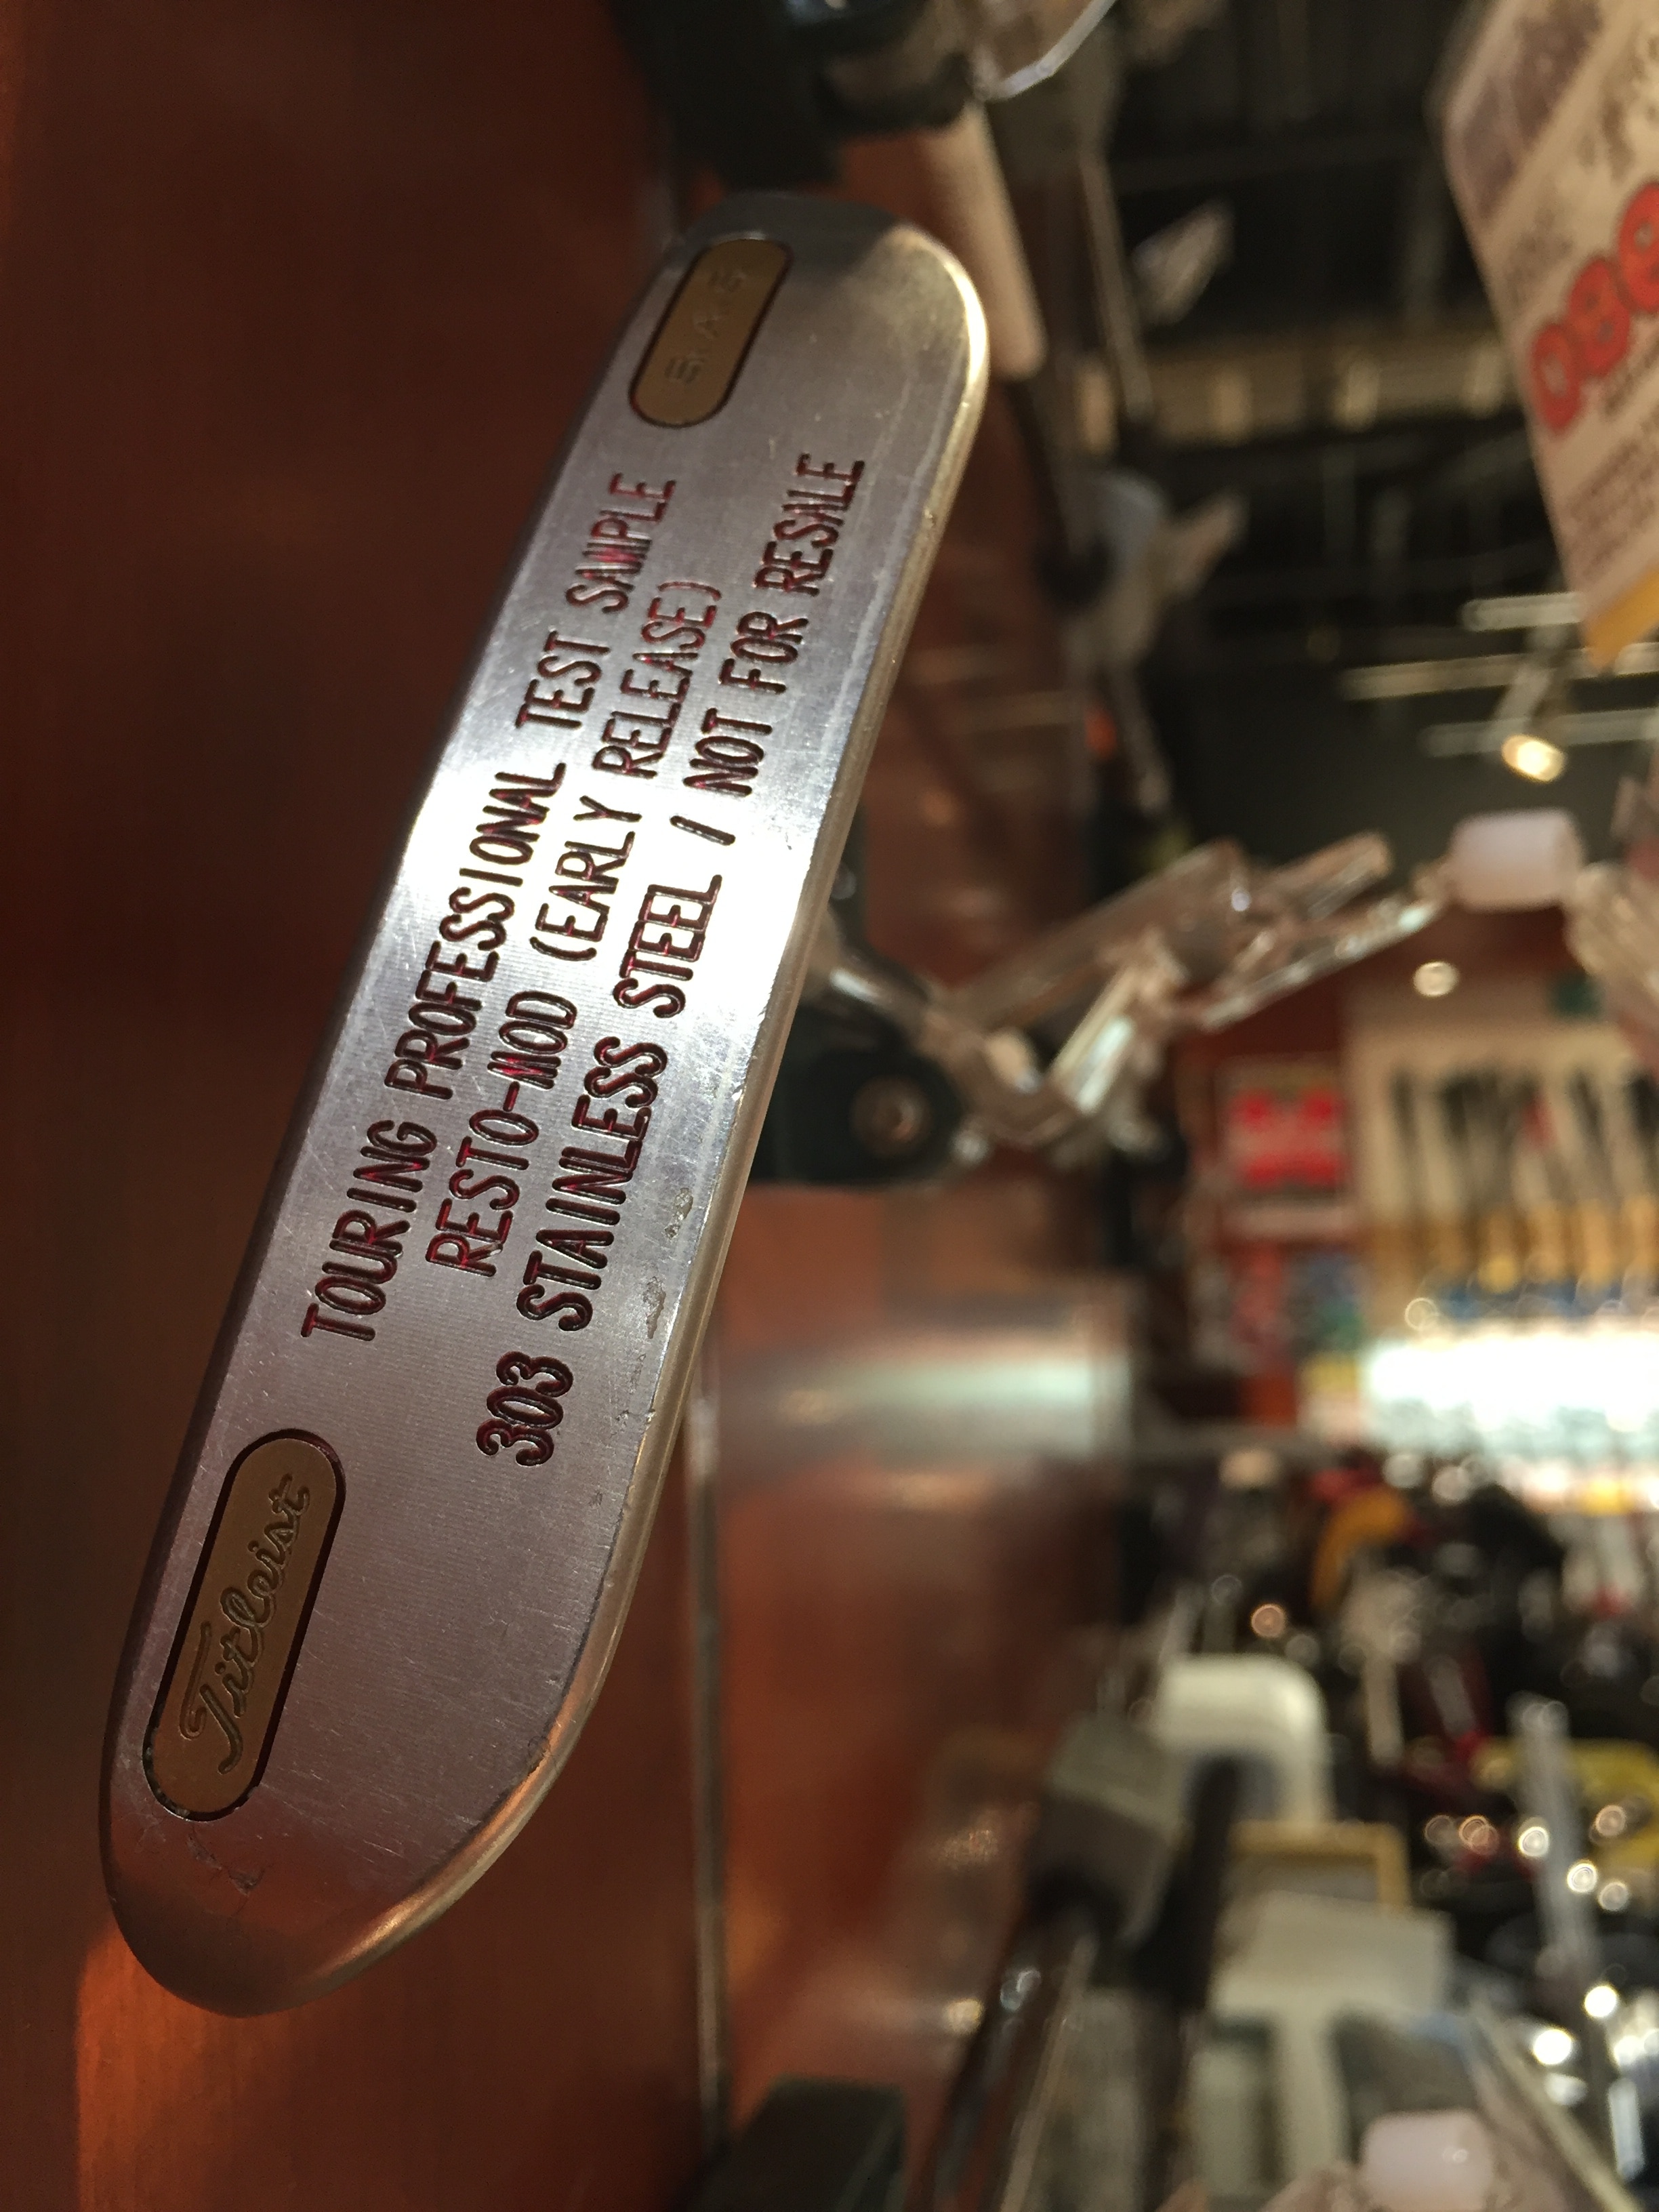 Titleist
TOURING PROFESSIONAL TEST SAMPLE
RESTO-MOD (EARLY RELEASE)
303 STAINLESS STEEL / NOT FOR RESALE